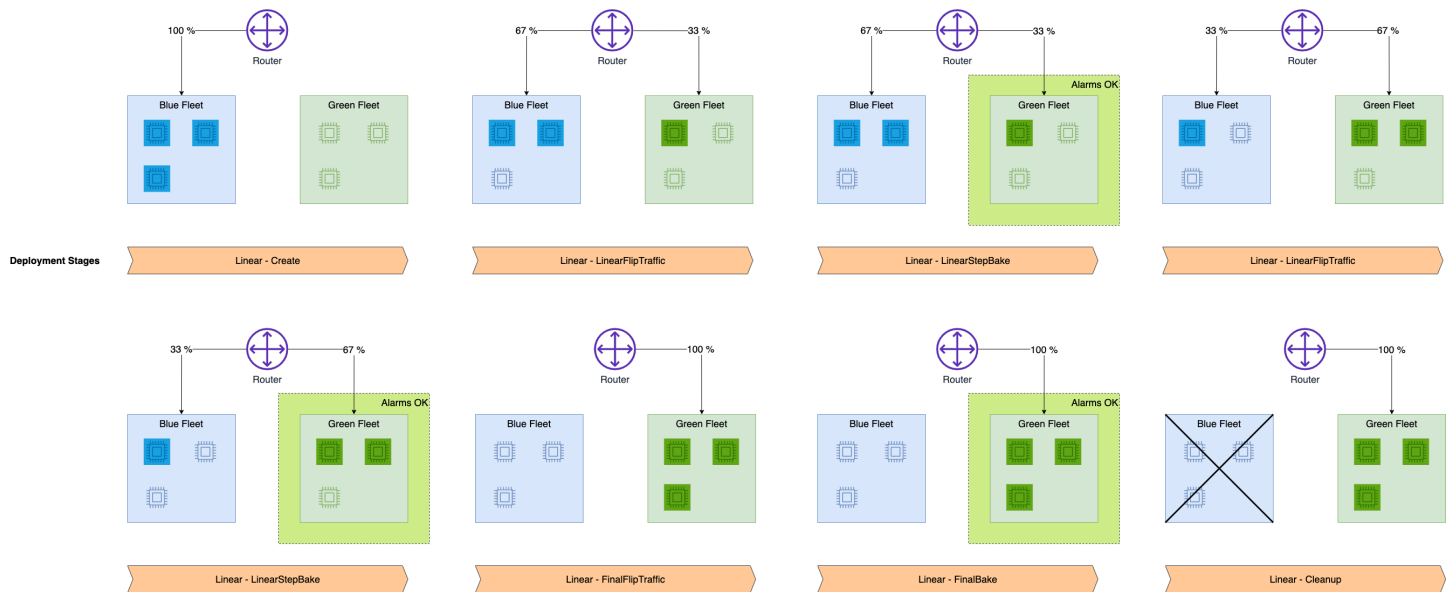 100 %
Router
Blue Fleet
Green Fleet
67 %
33 %
Router
Blue Fleet
Green Fleet
67 %
33 %
Router
Alarms OK
Blue Fleet
Green Fleet
33 %
67 %
Router
Blue Fleet
Green Fleet
Deployment Stages
Linear - Create
Linear - LinearFlipTraffic
Linear - LinearStepBake
Linear - LinearFlipTraffic
33 %
67 %
Router
Alarms OK
Blue Fleet
Green Fleet
100 %
Router
Blue Fleet
Green Fleet
100 %
Router
Alarms OK
Blue Fleet
Green Fleet
100 %
Router
Blue Fleet
Green Fleet
Linear - LinearStepBake
Linear - FinalFlipTraffic
Linear - FinalBake
Linear - Cleanup